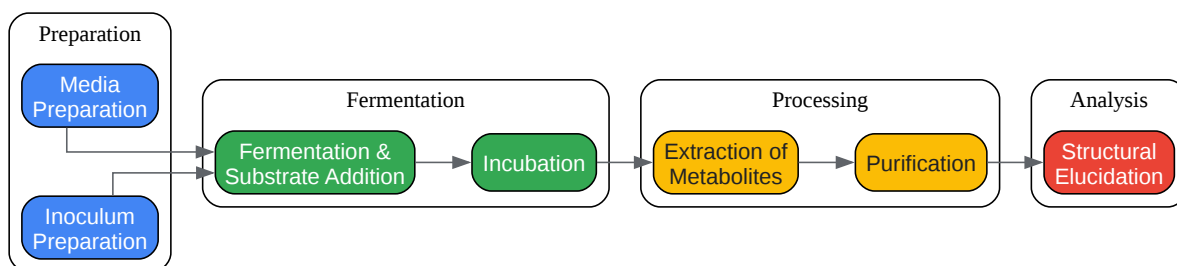 Preparation
Media
Preparation
Inoculum
Preparation
Fermentation
Fermentation &
Substrate Addition
Incubation
Processing
Extraction of
Metabolites
Purification
Analysis
Structural
Elucidation